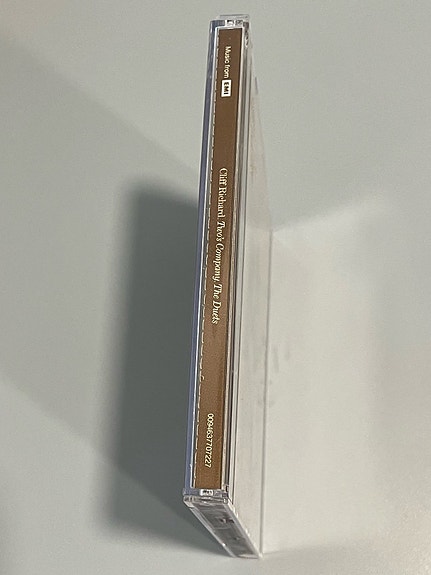 Music from EMI
Cliff Richard Two's Company The Duets
0094637707227